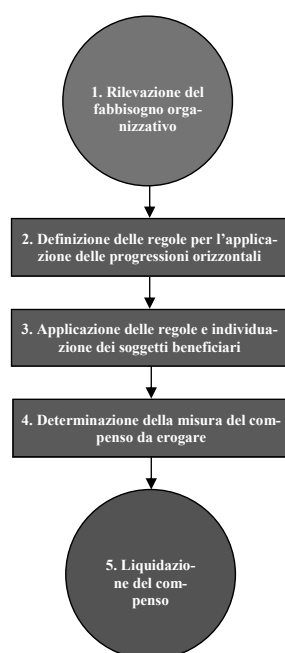 1. Rilevazione del
fabbisogno orga-
nizzativo
2. Definizione delle regole per l’applica-
zione delle progressioni orizzontali
3. Applicazione delle regole e individua-
zione dei soggetti beneficiari
4. Determinazione della misura del com-
penso da erogare
5. Liquidazio-
ne del com-
penso